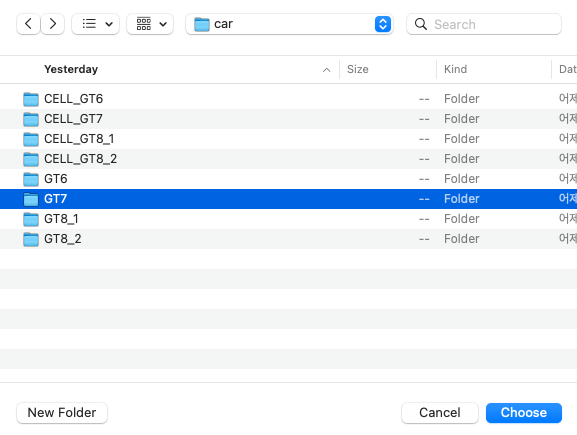 car
Search
Yesterday Size Kind Dat
CELL_GT6 -- Folder 어제
CELL_GT7 -- Folder 어제
CELL_GT8_1 -- Folder 어제
CELL_GT8_2 -- Folder 어제
GT6 -- Folder 어제
GT7 -- Folder 어제
GT8_1 -- Folder 어제
GT8_2 -- Folder 어제
New Folder Cancel Choose